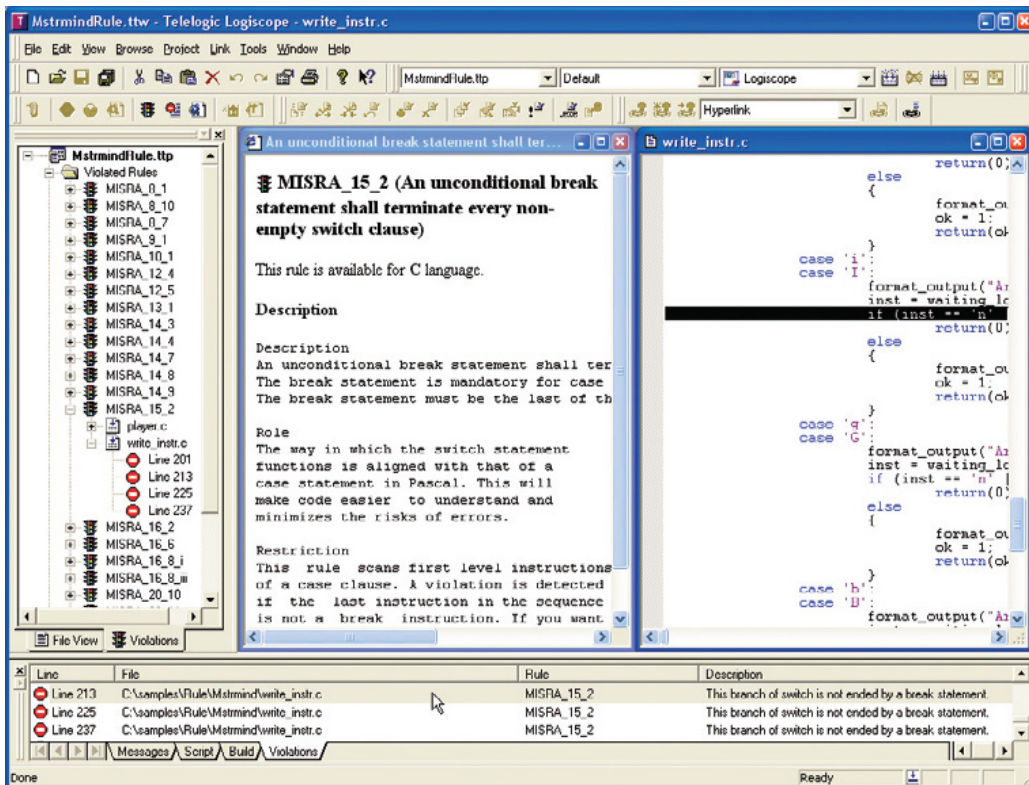 MstrmindRule.ttw - Telelogic Logiscope - write_instr.c
File Edit View Browse Project Link Tools Window Help
MstrmindRule.ttp Default Logiscope
Hyperlink
MstrmindRule.ttp
Violated Rules
MISRA_8_1
MISRA_8_10
MISRA_8_7
MISRA_9_1
MISRA_10_1
MISRA_12_4
MISRA_12_5
MISRA_13_1
MISRA_14_3
MISRA_14_4
MISRA_14_7
MISRA_14_8
MISRA_14_9
MISRA_15_2
player.c
write_instr.c
Line 201
Line 213
Line 225
Line 237
MISRA_16_2
MISRA_16_6
MISRA_16_8_i
MISRA_16_8_iii
MISRA_20_10
File View Violations
An unconditional break statement shall ter...
MISRA_15_2 (An unconditional break
statement shall terminate every non-
empty switch clause)
This rule is available for C language.
Description
Description
An unconditional break statement shall ter
The break statement is mandatory for case
The break statement must be the last of th
Role
The way in which the switch statement
functions is aligned with that of a
case statement in Pascal. This will
make code easier to understand and
minimizes the risks of errors.
Restriction
This rule scans first level instructions
of a case clause. A violation is detected
if the last instruction in the sequence
is not a break instruction. If you want
write_instr.c
return(0)
else
{
format_ou
ok = 1;
return(ok
}
case 'i':
case 'I':
format_output("Ar
inst = waiting_lo
if (inst == 'n'
return(0)
else
{
format_ou
ok = 1;
return(ok
}
case 'g':
case 'G':
format_output("Ar
inst = waiting_lo
if (inst == 'n' |
return(0)
else
{
format_ou
ok = 1;
return(ok
}
case 'b':
case 'B':
format_output("Ar
Line File Rule Description
Line 213 C:\samples\Rule\Mstrmind\write_instr.c MISRA_15_2 This branch of switch is not ended by a break statement.
Line 225 C:\samples\Rule\Mstrmind\write_instr.c MISRA_15_2 This branch of switch is not ended by a break statement.
Line 237 C:\samples\Rule\Mstrmind\write_instr.c MISRA_15_2 This branch of switch is not ended by a break statement.
Messages Script Build Violations
Done Ready